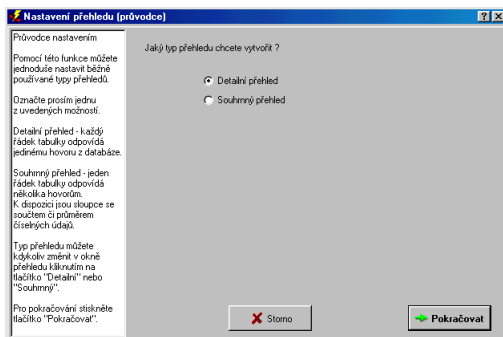 Nastavení přehledu (průvodce)
Průvodce nastavením
Pomocí této funkce můžete
jednoduše nastavit běžně
používané typy přehledů.
Označte prosím jednu
z uvedených možností.
Detailní přehled - každý
řádek tabulky odpovídá
jedinému hovoru z databáze.
Souhrnný přehled - jeden
řádek tabulky odpovídá
několika hovorům.
K dispozici jsou sloupce se
součtem či průměrem
číselných údajů.
Typ přehledu můžete
kdykoliv změnit v okně
přehledu kliknutím na
tlačítko "Detailní" nebo
"Souhrnný".
Pro pokračování stiskněte
tlačítko "Pokračovat".
Jaký typ přehledu chcete vytvořit ?
Detailní přehled
Souhrnný přehled
Storno
Pokračovat